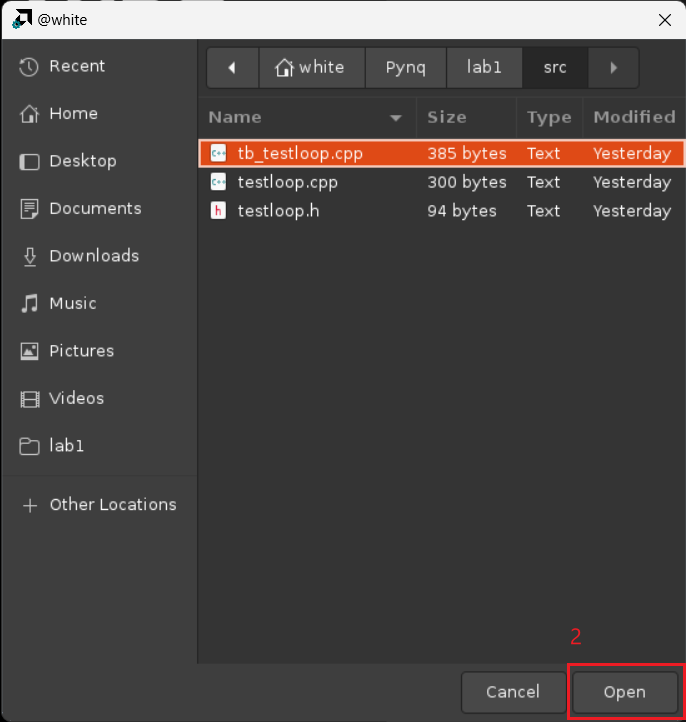 @white
Recent
Home
Desktop
Documents
Downloads
Music
Pictures
Videos
lab1
+ Other Locations
white Pynq lab1 src
Name Size Type Modified
tb_testloop.cpp 385 bytes Text Yesterday
testloop.cpp 300 bytes Text Yesterday
testloop.h 94 bytes Text Yesterday
2
Cancel Open